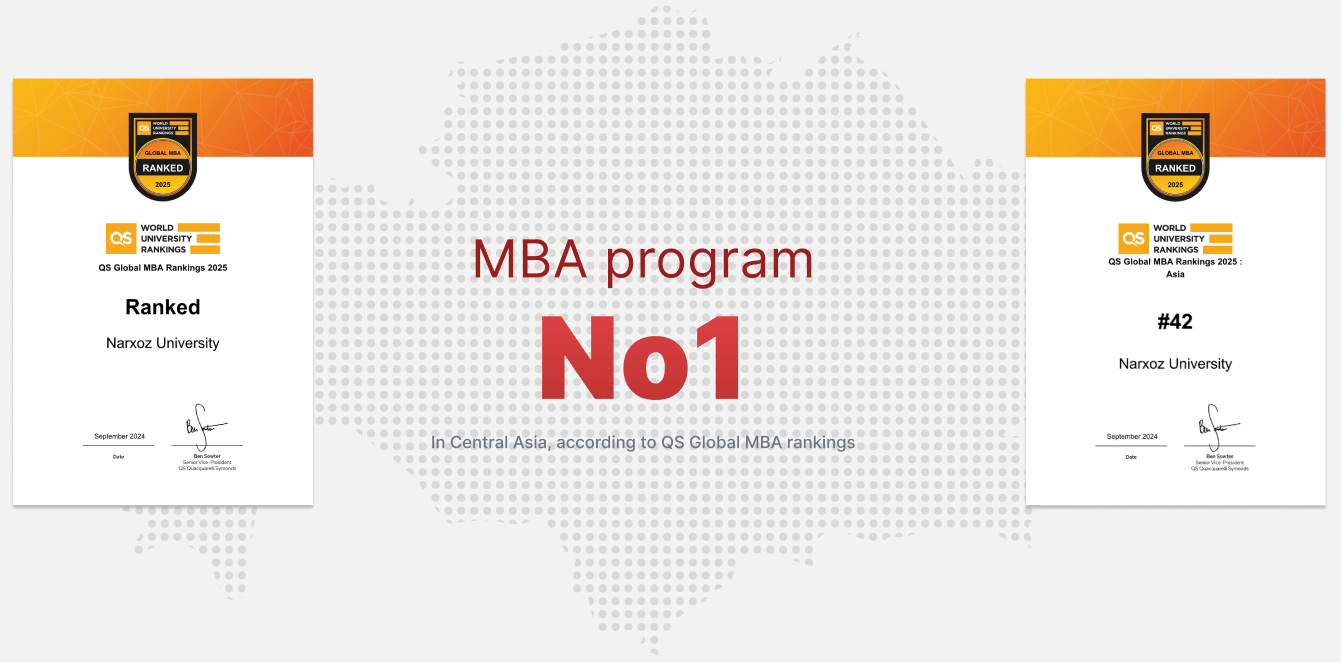 QS WORLD
UNIVERSITY
RANKINGS
GLOBAL MBA
RANKED
2025
QS WORLD
UNIVERSITY
RANKINGS
QS Global MBA Rankings 2025
Ranked
Narxoz University
September 2024
Date
Ben Sowter
Senior Vice-President
QS Quacquarelli Symonds
MBA program
No1
In Central Asia, according to QS Global MBA rankings
QS WORLD
UNIVERSITY
RANKINGS
GLOBAL MBA
RANKED
2025
QS WORLD
UNIVERSITY
RANKINGS
QS Global MBA Rankings 2025 :
Asia
#42
Narxoz University
September 2024
Date
Ben Sowter
Senior Vice-President
QS Quacquarelli Symonds